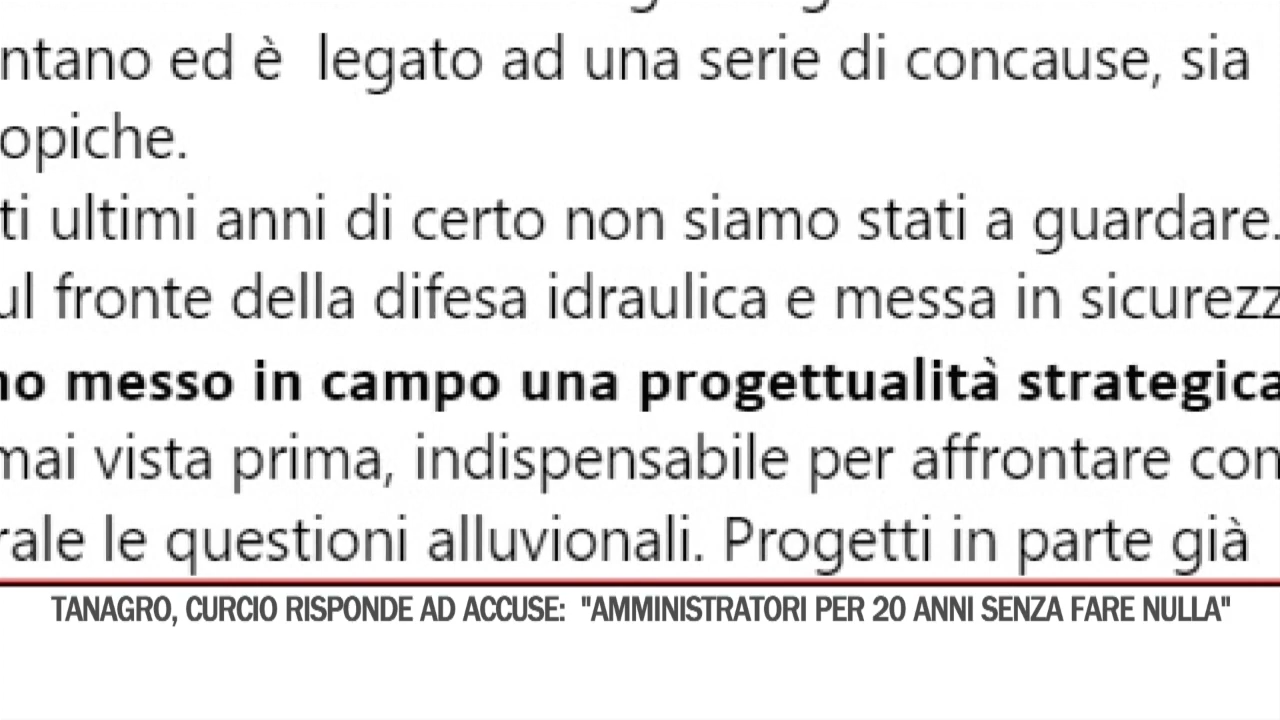 ntano ed è legato ad una serie di concause, sia
opiche.
ti ultimi anni di certo non siamo stati a guardare.
ul fronte della difesa idraulica e messa in sicurezz
no messo in campo una progettualità strategica
mai vista prima, indispensabile per affrontare con
rale le questioni alluvionali. Progetti in parte già
TANAGRO, CURCIO RISPONDE AD ACCUSE: "AMMINISTRATORI PER 20 ANNI SENZA FARE NULLA"